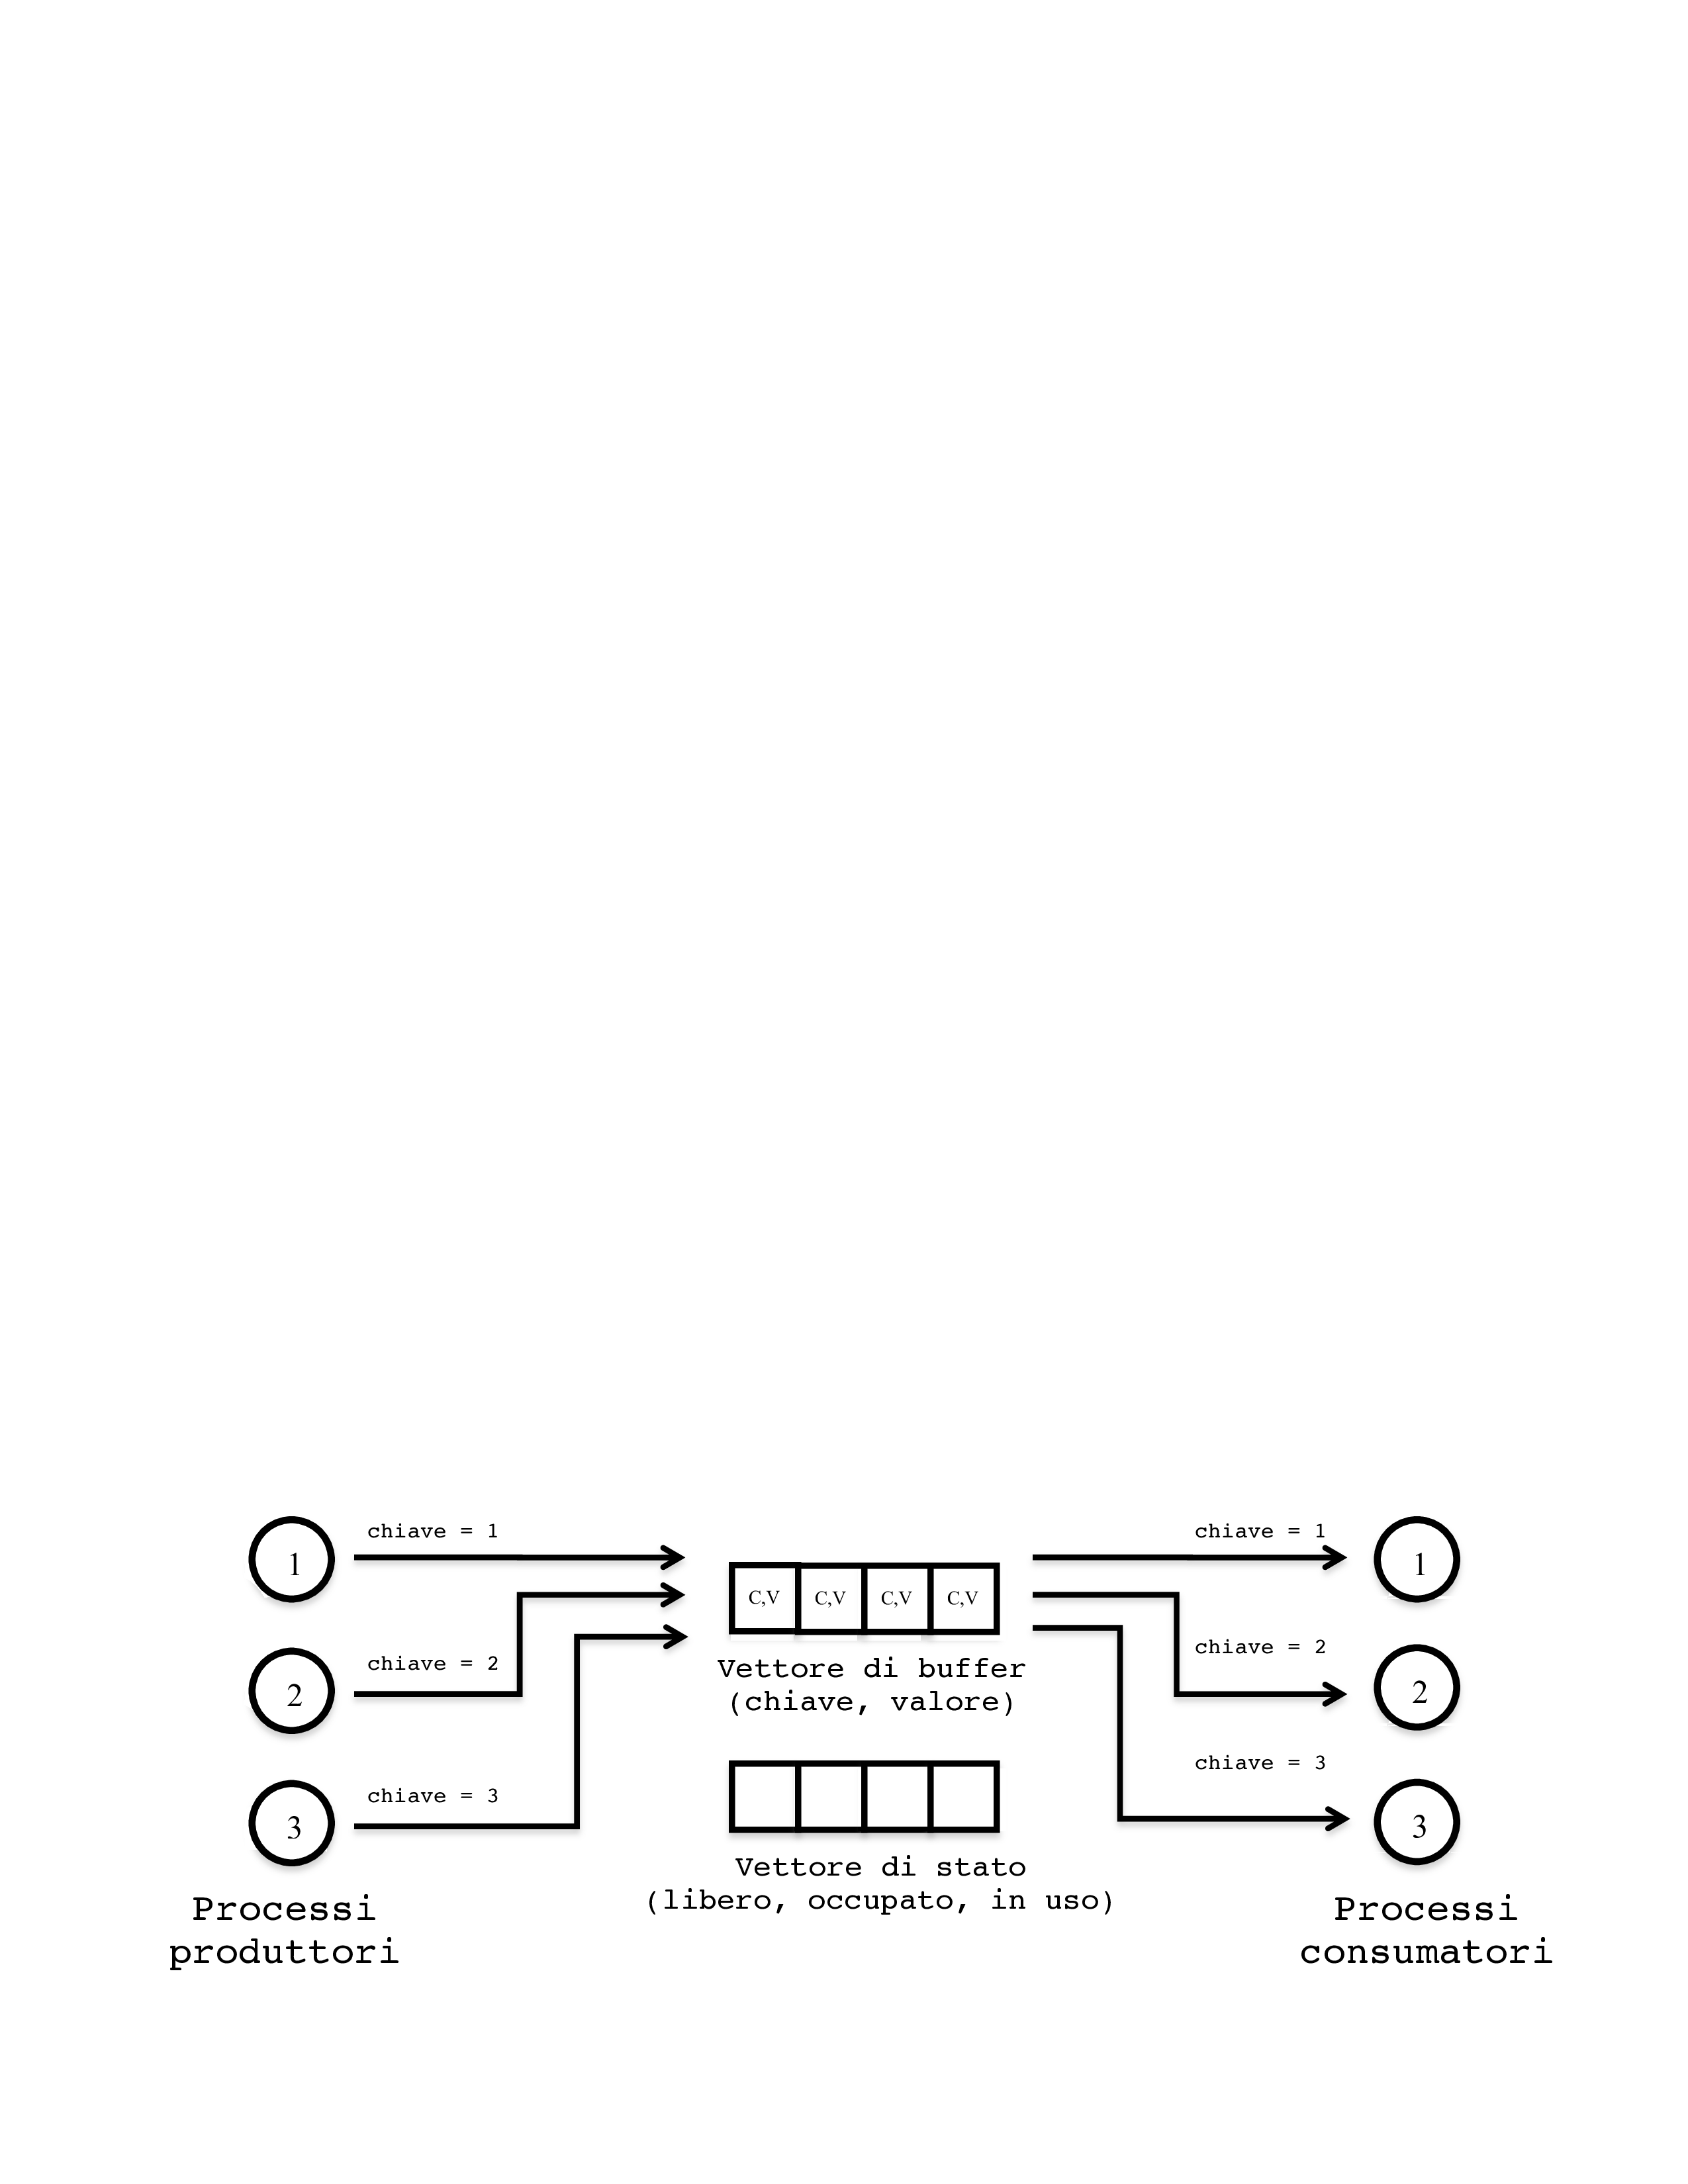 chiave = 1
chiave = 1
1
1
C,V
C,V
C,V
C,V
chiave = 2
chiave = 2
Vettore di buffer
(chiave, valore)
2
2
chiave = 3
chiave = 3
3
3
Vettore di stato
(libero, occupato, in uso)
Processi
produttori
Processi
consumatori